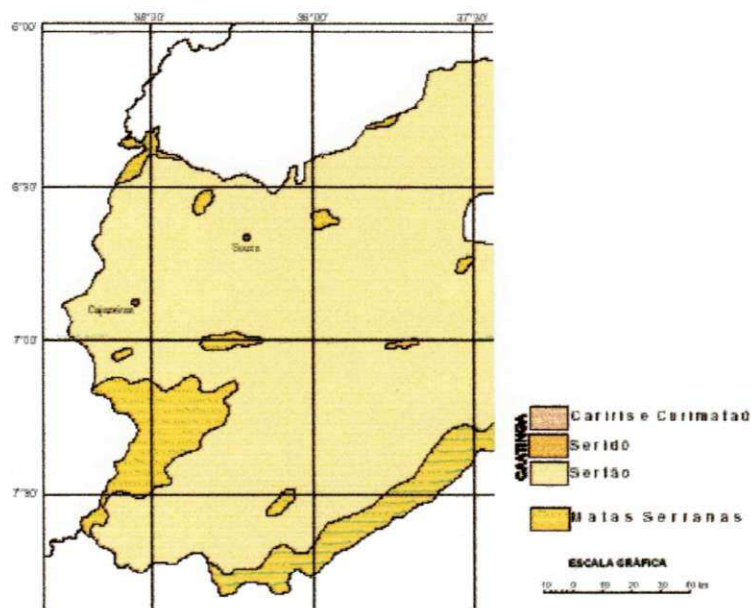 38°30' 38°00' 37°30'
6°00'
6°30'
Sousa
Cajazeiras
7°00'
7°30'
CAATINGA
Cariris e Curimataú
Seridó
Sertão
Matas Serranas
ESCALA GRÁFICA
10 0 10 20 30 40 km